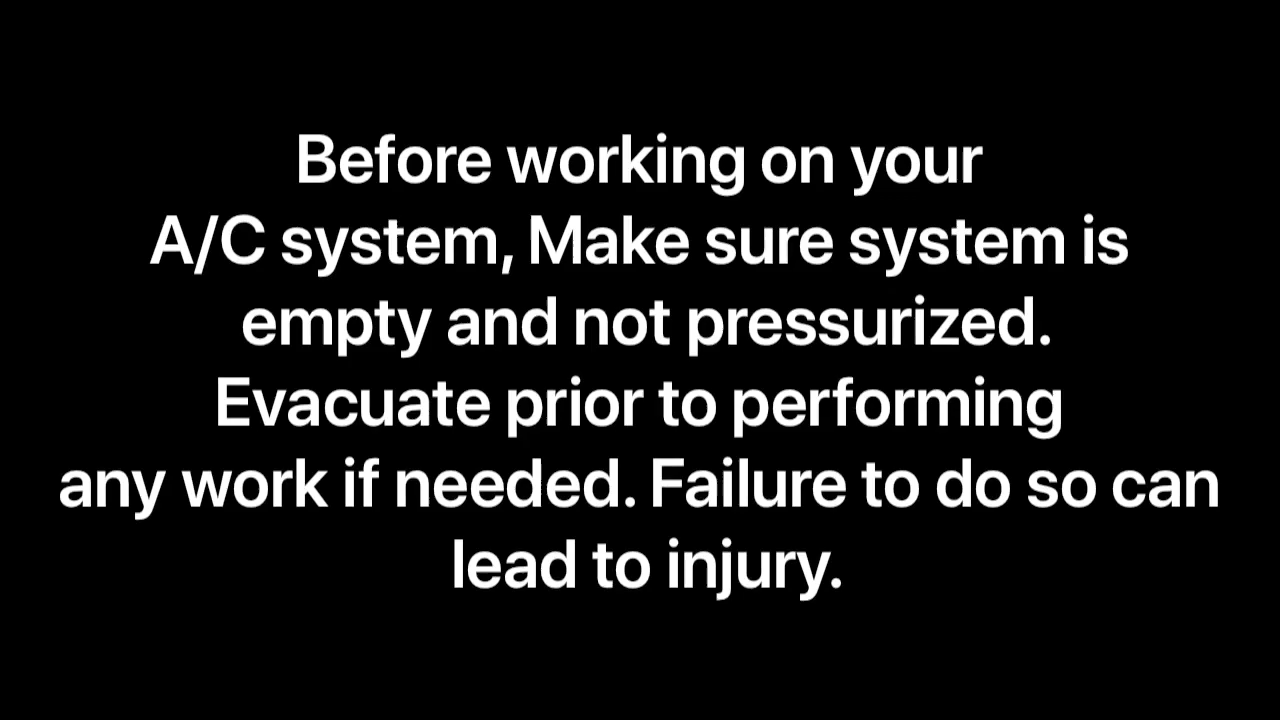 Before working on your
A/C system, Make sure system is
empty and not pressurized.
Evacuate prior to performing
any work if needed. Failure to do so can
lead to injury.